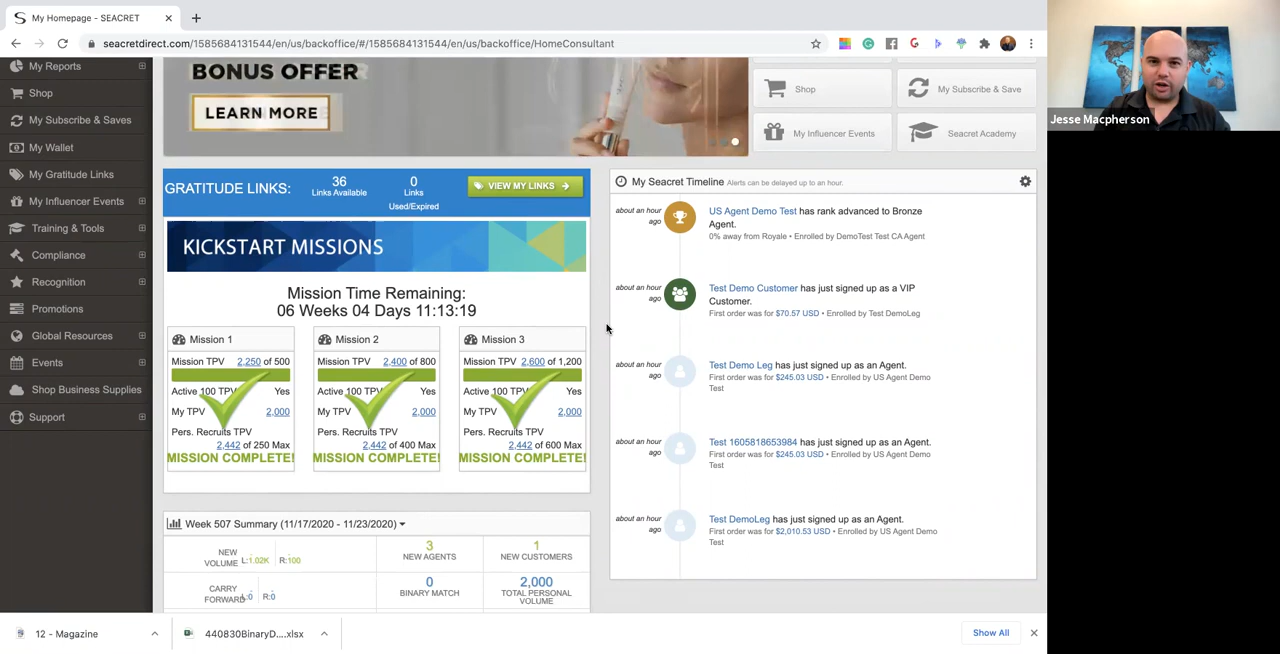 My Homepage - SEACRET
seacretdirect.com/1585684131544/en/us/backoffice/#/1585684131544/en/us/backoffice/HomeConsultant
My Reports
Shop
My Subscribe & Saves
My Wallet
My Gratitude Links
My Influencer Events
Training & Tools
Compliance
Recognition
Promotions
Global Resources
Events
Shop Business Supplies
Support
BONUS OFFER
LEARN MORE
Shop
My Subscribe & Save
My Influencer Events
Seacret Academy
Jesse Macpherson
GRATITUDE LINKS:
36
Links Available
0
Links
Used/Expired
VIEW MY LINKS
KICKSTART MISSIONS
Mission Time Remaining:
06 Weeks 04 Days 11:13:19
Mission 1
Mission TPV 2,250 of 500
Active 100 TPV Yes
My TPV 2,000
Pers. Recruits TPV
2,442 of 250 Max
MISSION COMPLETE!
Mission 2
Mission TPV 2,400 of 800
Active 100 TPV Yes
My TPV 2,000
Pers. Recruits TPV
2,442 of 400 Max
MISSION COMPLETE!
Mission 3
Mission TPV 2,600 of 1,200
Active 100 TPV Yes
My TPV 2,000
Pers. Recruits TPV
2,442 of 600 Max
MISSION COMPLETE!
Week 507 Summary (11/17/2020 - 11/23/2020)
NEW
VOLUME L:1.02K R:100
3
NEW AGENTS
1
NEW CUSTOMERS
CARRY
FORWARD L:0 R:0
0
BINARY MATCH
2,000
TOTAL PERSONAL
VOLUME
My Seacret Timeline Alerts can be delayed up to an hour.
about an hour
ago
US Agent Demo Test has rank advanced to Bronze
Agent.
0% away from Royale • Enrolled by DemoTest Test CA Agent
about an hour
ago
Test Demo Customer has just signed up as a VIP
Customer.
First order was for $70.57 USD • Enrolled by Test DemoLeg
about an hour
ago
Test Demo Leg has just signed up as an Agent.
First order was for $245.03 USD • Enrolled by US Agent Demo
Test
about an hour
ago
Test 1605818653984 has just signed up as an Agent.
First order was for $245.03 USD • Enrolled by US Agent Demo
Test
about an hour
ago
Test DemoLeg has just signed up as an Agent.
First order was for $2,010.53 USD • Enrolled by US Agent Demo
Test
12 - Magazine
440830BinaryD....xlsx
Show All